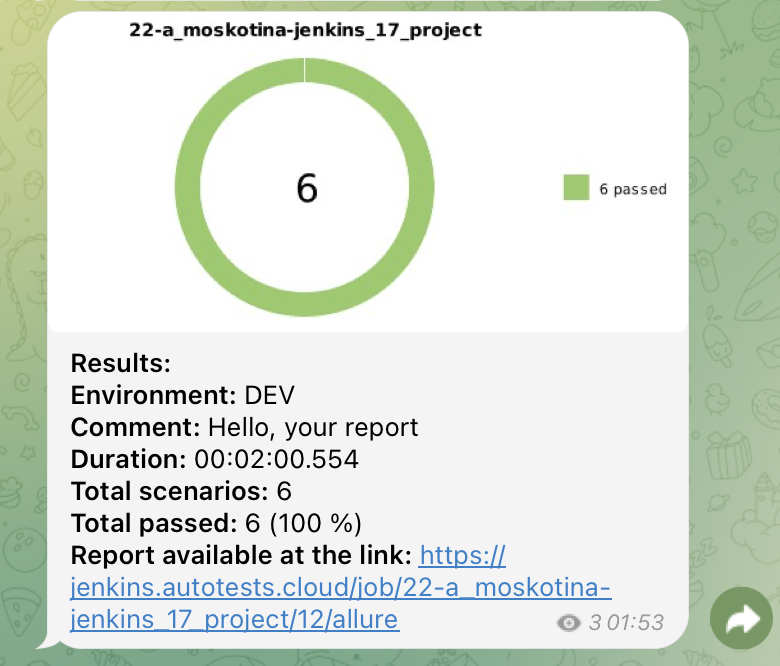 22-a_moskotina-jenkins_17_project
6
6 passed
Results:
Environment: DEV
Comment: Hello, your report
Duration: 00:02:00.554
Total scenarios: 6
Total passed: 6 (100 %)
Report available at the link: https://
jenkins.autotests.cloud/job/22-a_moskotina-
jenkins_17_project/12/allure
3 01:53